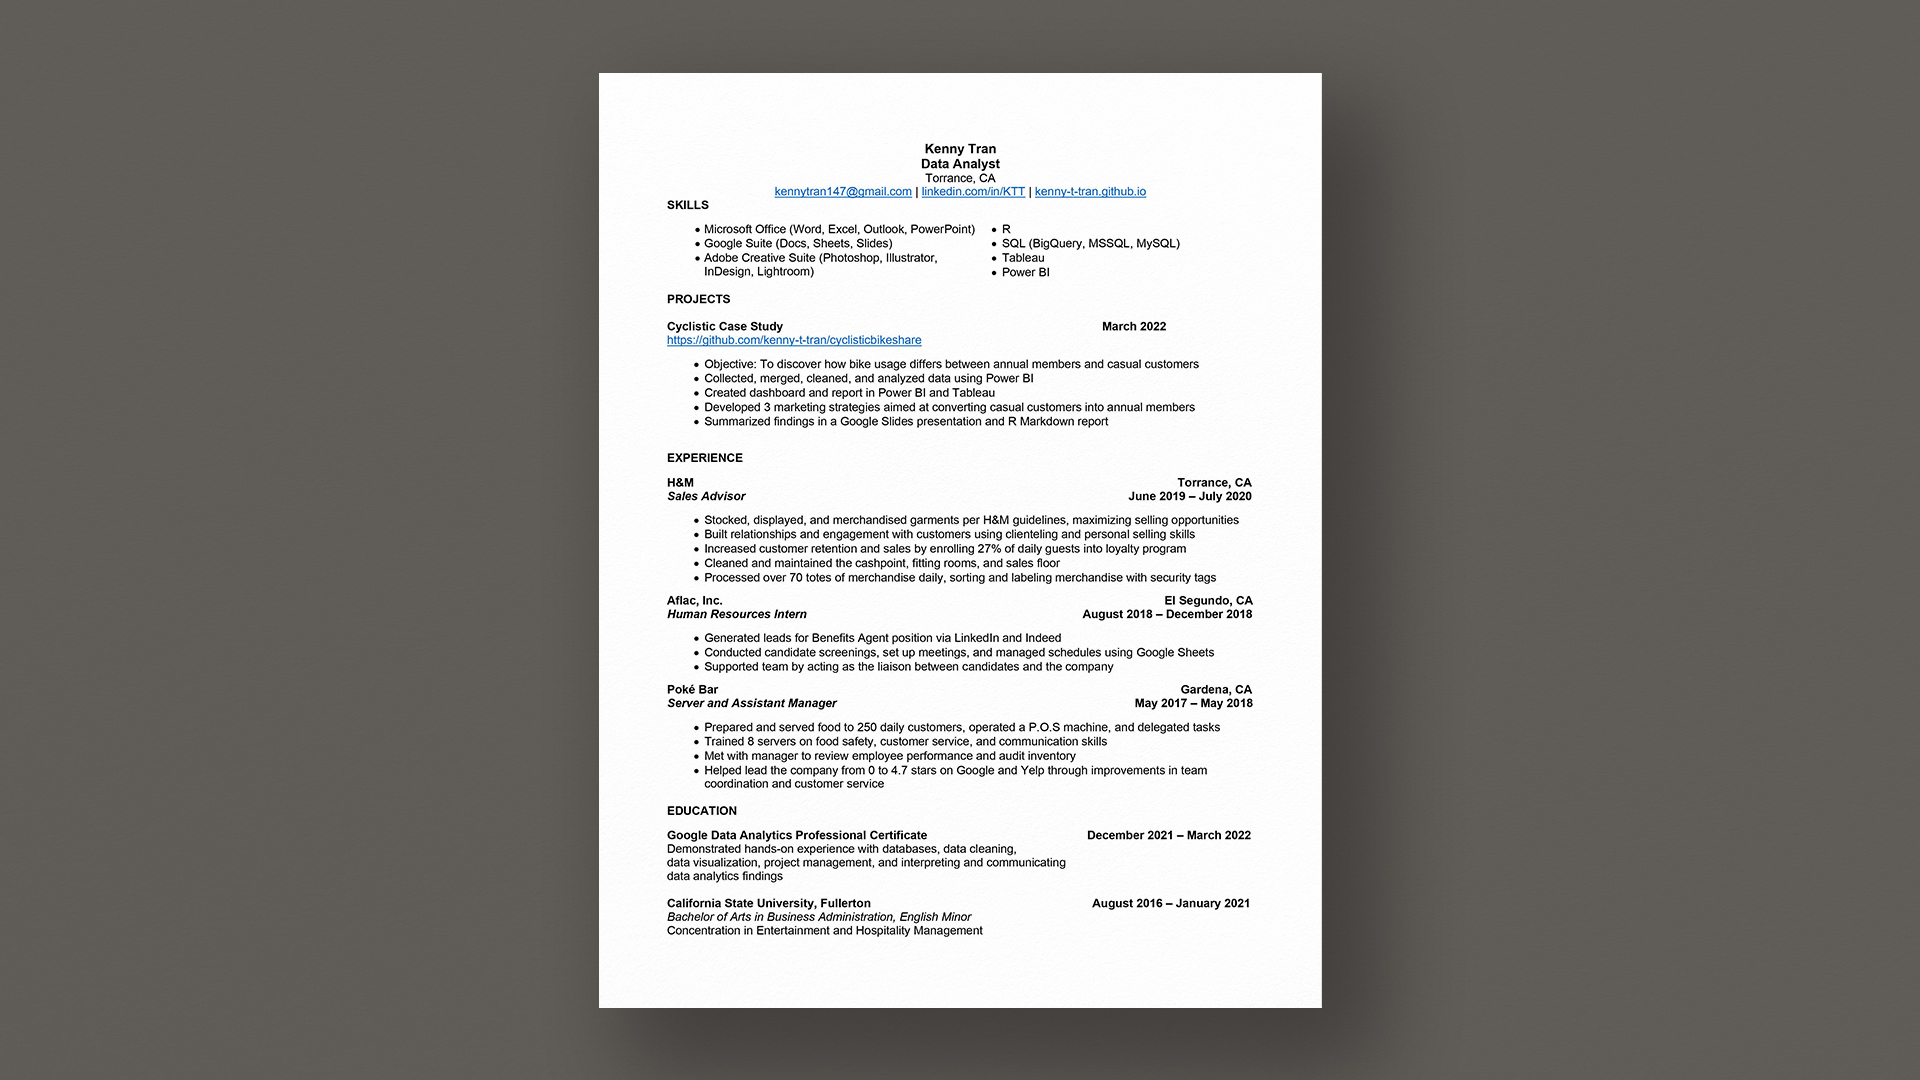 Kenny Tran
Data Analyst
Torrance, CA
kennytran147@gmail.com | linkedin.com/in/KTT | kenny-t-tran.github.io
SKILLS
• Microsoft Office (Word, Excel, Outlook, PowerPoint)
• Google Suite (Docs, Sheets, Slides)
• Adobe Creative Suite (Photoshop, Illustrator,
InDesign, Lightroom)
• R
• SQL (BigQuery, MSSQL, MySQL)
• Tableau
• Power BI
PROJECTS
Cyclistic Case Study March 2022
https://github.com/kenny-t-tran/cyclisticbikeshare
• Objective: To discover how bike usage differs between annual members and casual customers
• Collected, merged, cleaned, and analyzed data using Power BI
• Created dashboard and report in Power BI and Tableau
• Developed 3 marketing strategies aimed at converting casual customers into annual members
• Summarized findings in a Google Slides presentation and R Markdown report
EXPERIENCE
H&M Torrance, CA
Sales Advisor June 2019 – July 2020
• Stocked, displayed, and merchandised garments per H&M guidelines, maximizing selling opportunities
• Built relationships and engagement with customers using clienteling and personal selling skills
• Increased customer retention and sales by enrolling 27% of daily guests into loyalty program
• Cleaned and maintained the cashpoint, fitting rooms, and sales floor
• Processed over 70 totes of merchandise daily, sorting and labeling merchandise with security tags
Aflac, Inc. El Segundo, CA
Human Resources Intern August 2018 – December 2018
• Generated leads for Benefits Agent position via LinkedIn and Indeed
• Conducted candidate screenings, set up meetings, and managed schedules using Google Sheets
• Supported team by acting as the liaison between candidates and the company
Poké Bar Gardena, CA
Server and Assistant Manager May 2017 – May 2018
• Prepared and served food to 250 daily customers, operated a P.O.S machine, and delegated tasks
• Trained 8 servers on food safety, customer service, and communication skills
• Met with manager to review employee performance and audit inventory
• Helped lead the company from 0 to 4.7 stars on Google and Yelp through improvements in team
coordination and customer service
EDUCATION
Google Data Analytics Professional Certificate December 2021 – March 2022
Demonstrated hands-on experience with databases, data cleaning,
data visualization, project management, and interpreting and communicating
data analytics findings
California State University, Fullerton August 2016 – January 2021
Bachelor of Arts in Business Administration, English Minor
Concentration in Entertainment and Hospitality Management